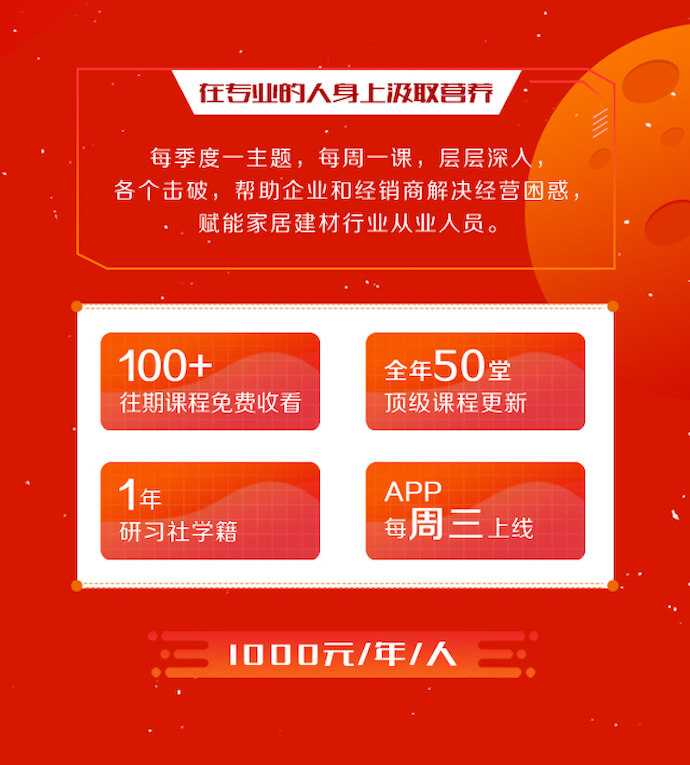 在专业的人身上汲取营养
每季度一主题，每周一课，层层深入，
各个击破，帮助企业和经销商解决经营困惑，
赋能家居建材行业从业人员。
100+
往期课程免费收看
全年50堂
顶级课程更新
1年
研习社学籍
APP
每周三上线
1000元/年/人